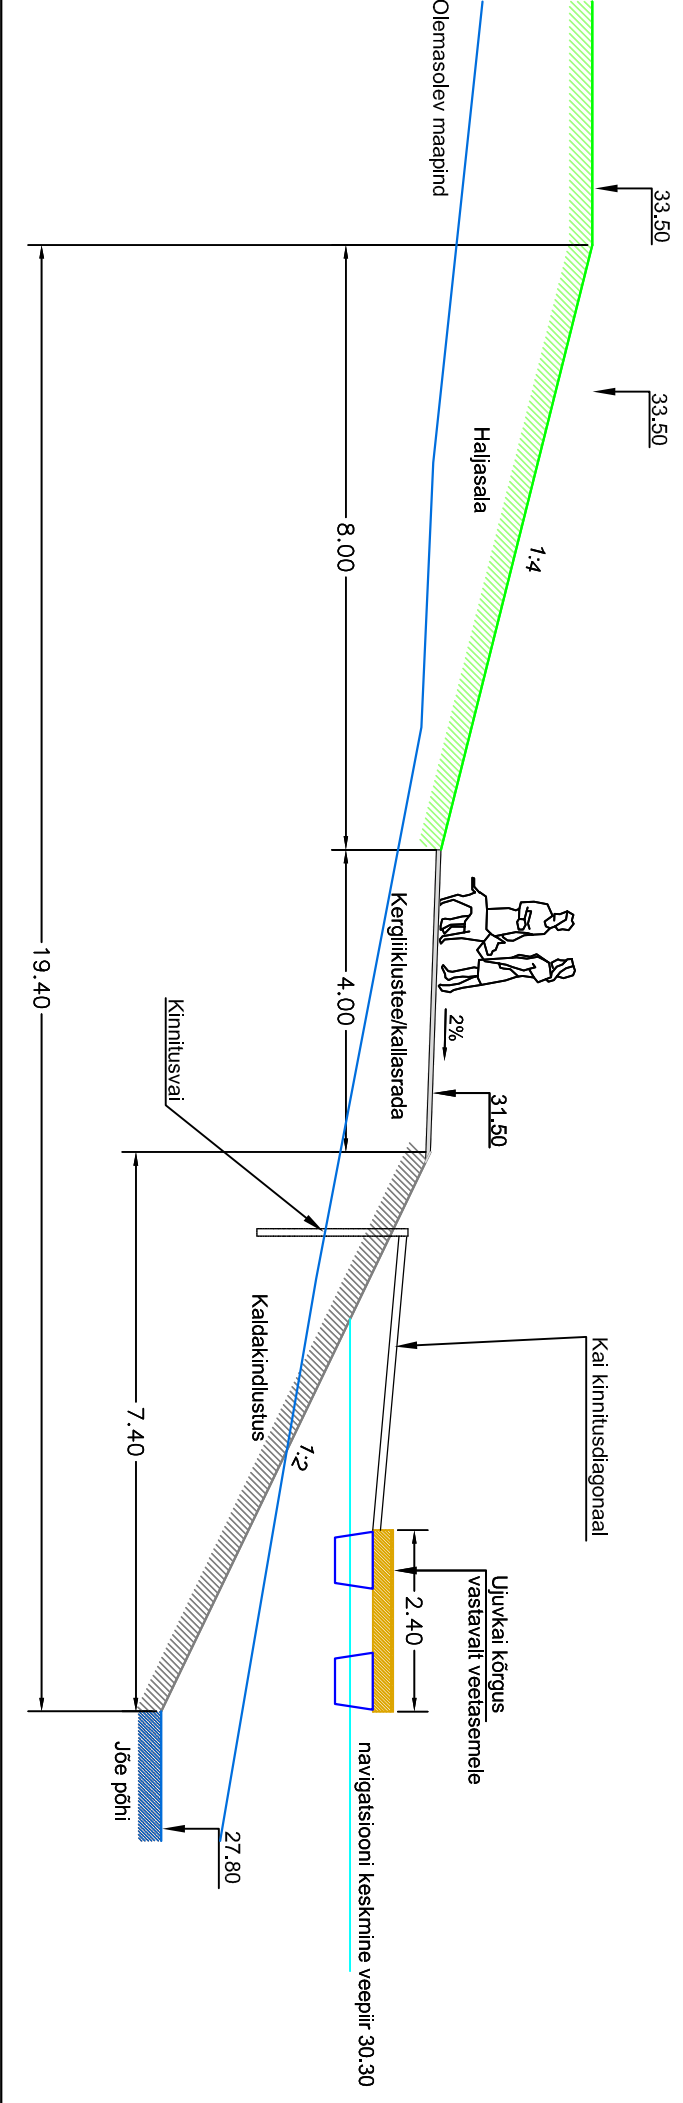 Olemasolev maapind
33.50
33.50
Haljasala
1:4
8.00
19.40
Kergliiklustee/kallasrada
4.00
2%
31.50
Kinnitusvai
Kaldakindlustus
1:2
7.40
Kai kinnitusdiagonaal
Ujuvkai kõrgus
vastavalt veetasemele
2.40
navigatsiooni keskmine veepiir 30.30
Jõe põhi
27.80